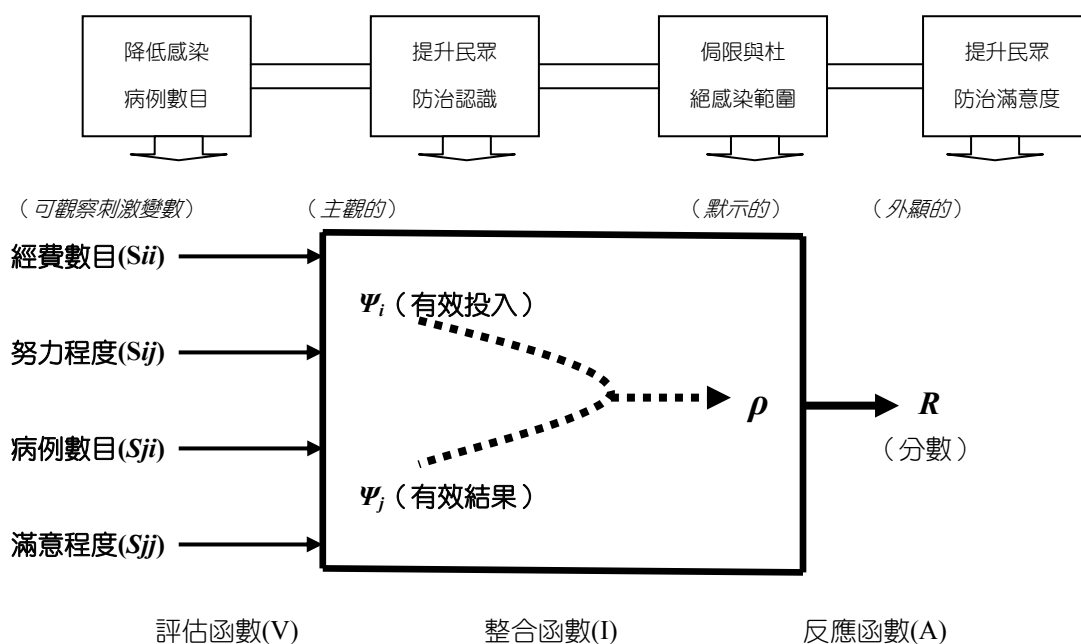 降低感染
病例數目
提升民眾
防治認識
侷限與杜
絕感染範圍
提升民眾
防治滿意度
（可觀察刺激變數） （主觀的） （默示的） （外顯的）
經費數目(Sii)
Ψi（有效投入）
努力程度(Sij)
ρ R
（分數）
病例數目(Sji)
Ψj（有效結果）
滿意程度(Sjj)
評估函數(V) 整合函數(I) 反應函數(A)